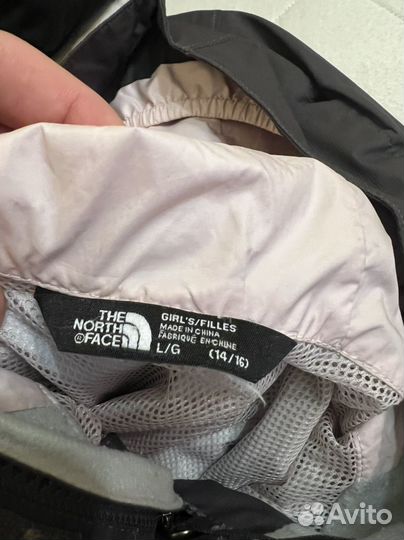 THE
NORTH
FACE®
GIRL'S/FILLES
MADE IN CHINA
FABRIQUÉ EN CHINE
L/G (14/16)
Avito